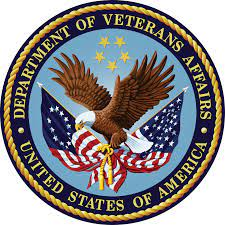 DEPARTMENT OF VETERANS AFFAIRS
UNITED STATES OF AMERICA